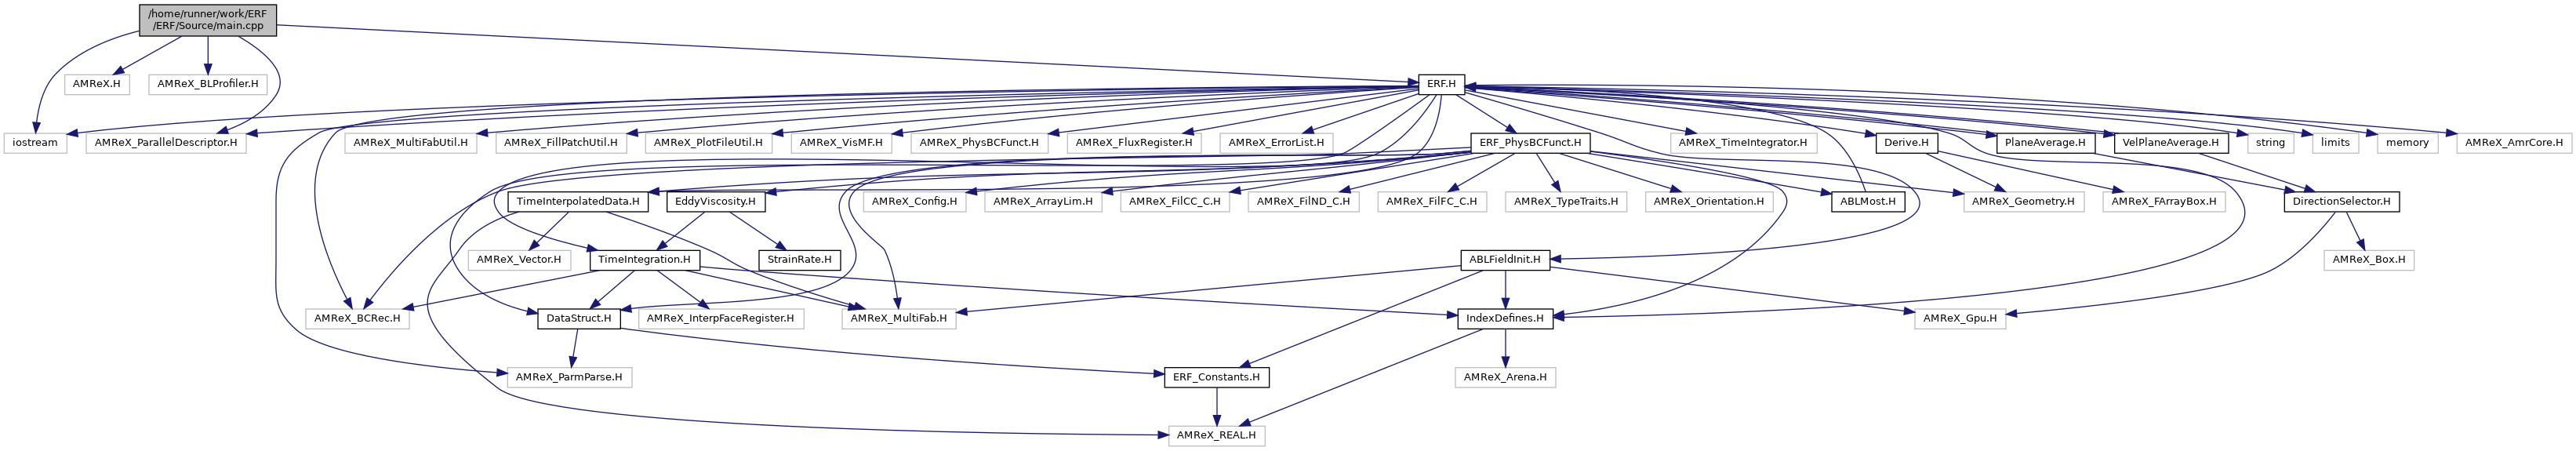 /home/runner/work/ERF
/ERF/Source/main.cpp
AMReX.H
AMReX_BLProfiler.H
ERF.H
iostream
AMReX_ParallelDescriptor.H
AMReX_MultiFabUtil.H
AMReX_FillPatchUtil.H
AMReX_PlotFileUtil.H
AMReX_VisMF.H
AMReX_PhysBCFunct.H
AMReX_FluxRegister.H
AMReX_ErrorList.H
ERF_PhysBCFunct.H
AMReX_TimeIntegrator.H
Derive.H
PlaneAverage.H
VelPlaneAverage.H
string
limits
memory
AMReX_AmrCore.H
TimeInterpolatedData.H
EddyViscosity.H
AMReX_Config.H
AMReX_ArrayLim.H
AMReX_FilCC_C.H
AMReX_FilND_C.H
AMReX_FilFC_C.H
AMReX_TypeTraits.H
AMReX_Orientation.H
ABLMost.H
AMReX_Geometry.H
AMReX_FArrayBox.H
DirectionSelector.H
AMReX_Vector.H
TimeIntegration.H
StrainRate.H
ABLFieldInit.H
AMReX_Box.H
AMReX_BCRec.H
DataStruct.H
AMReX_InterpFaceRegister.H
AMReX_MultiFab.H
IndexDefines.H
AMReX_Gpu.H
AMReX_ParmParse.H
ERF_Constants.H
AMReX_Arena.H
AMReX_REAL.H